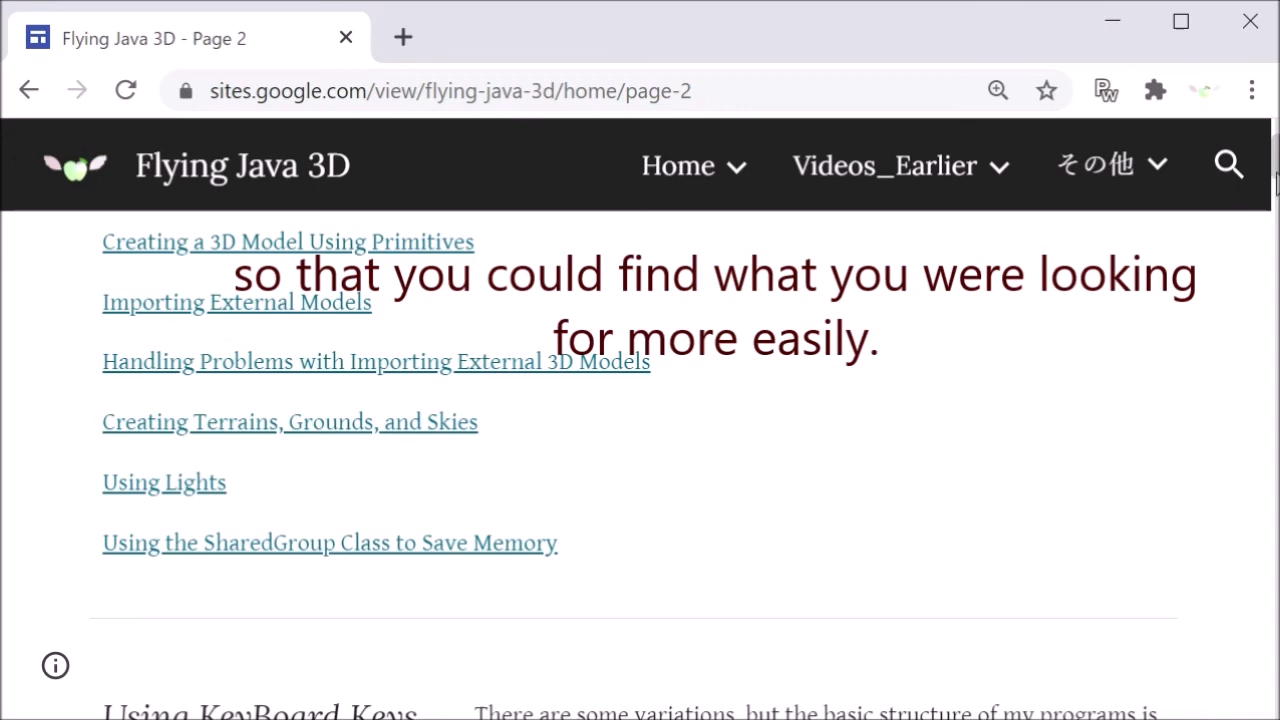 Flying Java 3D - Page 2
sites.google.com/view/flying-java-3d/home/page-2
Flying Java 3D
Home
Videos_Earlier
その他
Creating a 3D Model Using Primitives
so that you could find what you were looking
for more easily.
Importing External Models
Handling Problems with Importing External 3D Models
Creating Terrains, Grounds, and Skies
Using Lights
Using the SharedGroup Class to Save Memory
Using KeyBoard Keys
There are some variations, but the basic structure of my programs is